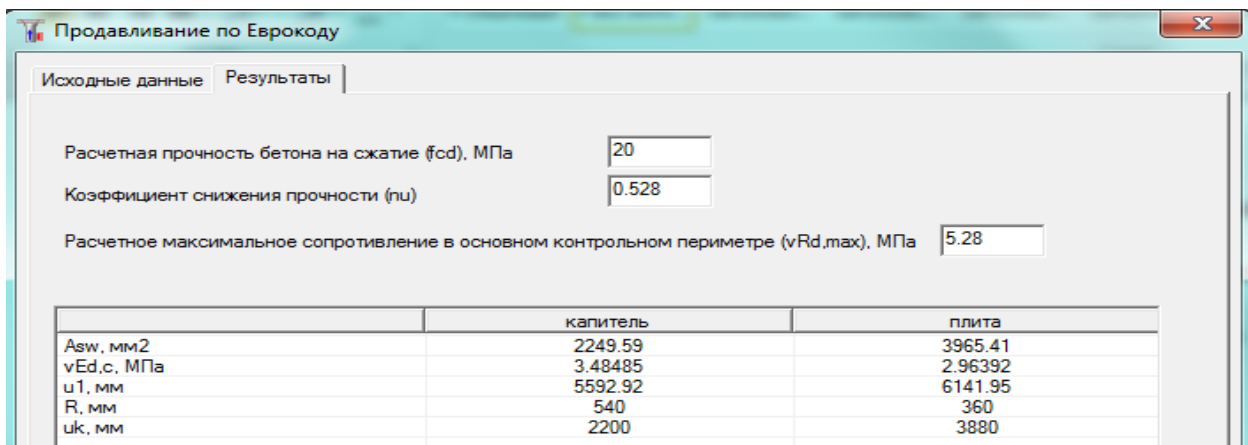 Продавливание по Еврокоду
Исходные данные Результаты
Расчетная прочность бетона на сжатие (fcd), МПа 20
Коэффициент снижения прочности (nu) 0.528
Расчетное максимальное сопротивление в основном контрольном периметре (vRd,max), МПа 5.28
капитель плита
Asw, мм2 2249.59 3965.41
vEd,c, МПа 3.48485 2.96392
u1, мм 5592.92 6141.95
R, мм 540 360
uk, мм 2200 3880